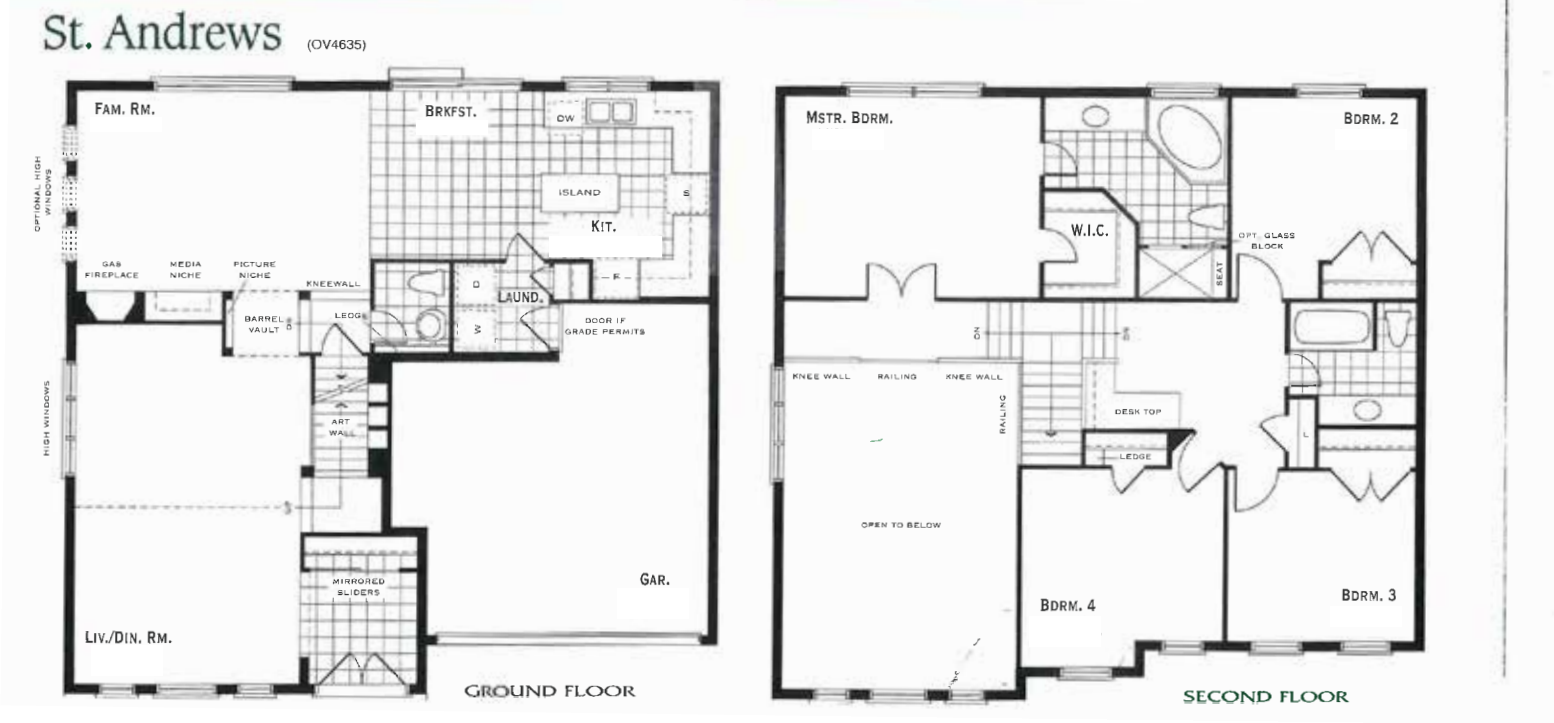 St. Andrews (OV4635)
FAM. RM.
BRKFST.
DW
OPTIONAL HIGH
WINDOWS
ISLAND
S
KIT.
GAS
FIREPLACE
MEDIA
NICHE
PICTURE
NICHE
KNEEWALL
D
LAUND.
F
BARREL
VAULT
LEDGE
W
DOOR IF
GRADE PERMITS
HIGH WINDOWS
ART
WALL
MIRRORED
SLIDERS
GAR.
LIV./DIN. RM.
GROUND FLOOR
MSTR. BDRM.
BDRM. 2
W.I.C.
OPT. GLASS
BLOCK
SEAT
DN
KNEE WALL
RAILING
KNEE WALL
RAILING
DESK TOP
LEDGE
L
OPEN TO BELOW
BDRM. 4
BDRM. 3
SECOND FLOOR